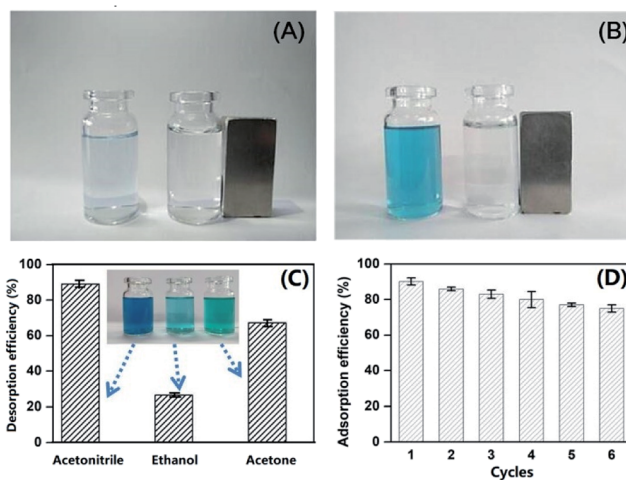 (A)
(B)
(C)
Desorption efficiency (%)
100
80
60
40
20
0
Acetonitrile Ethanol Acetone
(D)
Adsorption efficiency (%)
100
80
60
40
20
0
1 2 3 4 5 6
Cycles